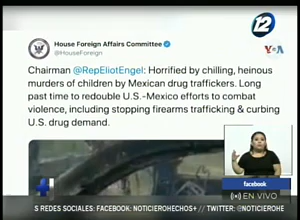 12
VOA
House Foreign Affairs Committee
@HouseForeign
Chairman @RepEliotEngel: Horrified by chilling, heinous
murders of children by Mexican drug traffickers. Long
past time to redouble U.S.-Mexico efforts to combat
violence, including stopping firearms trafficking & curbing
U.S. drug demand.
facebook
EN VIVO
S REDES SOCIALES: FACEBOOK: NOTICIEROHECHOS+ // TWITTER: @NOTICIEROHE